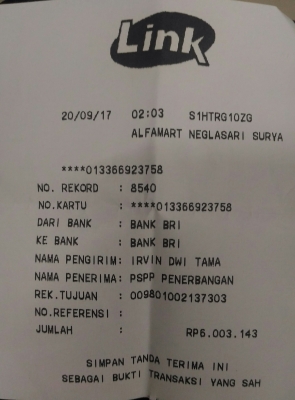 Link
20/09/17 02:03 S1HTRG10ZG
ALFAMART NEGLASARI SURYA
****013366923758
NO. REKORD : 8540
NO.KARTU : ****013366923758
DARI BANK : BANK BRI
KE BANK : BANK BRI
NAMA PENGIRIM: IRVIN DWI TAMA
NAMA PENERIMA: PSPP PENERBANGAN
REK.TUJUAN : 009801002137303
NO.REFERENSI :
JUMLAH : RP6.003.143
SIMPAN TANDA TERIMA INI
SEBAGAI BUKTI TRANSAKSI YANG SAH